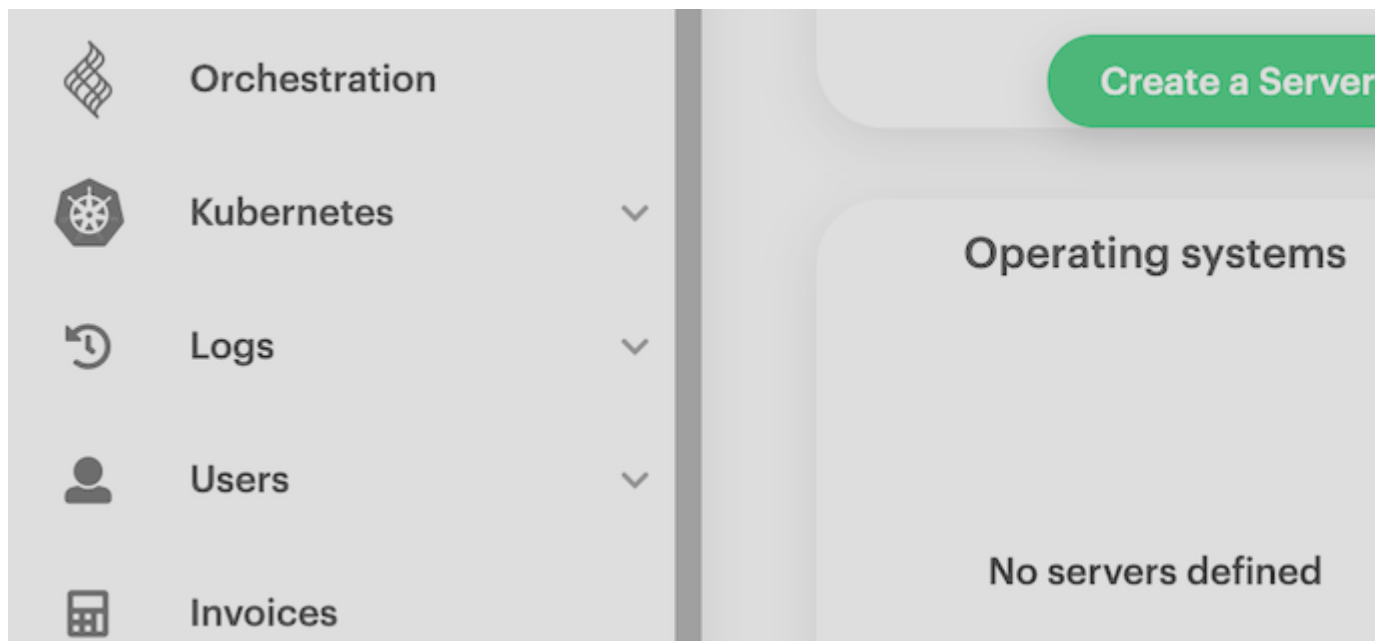 Orchestration
Kubernetes
Logs
Users
Invoices
Create a Server
Operating systems
No servers defined